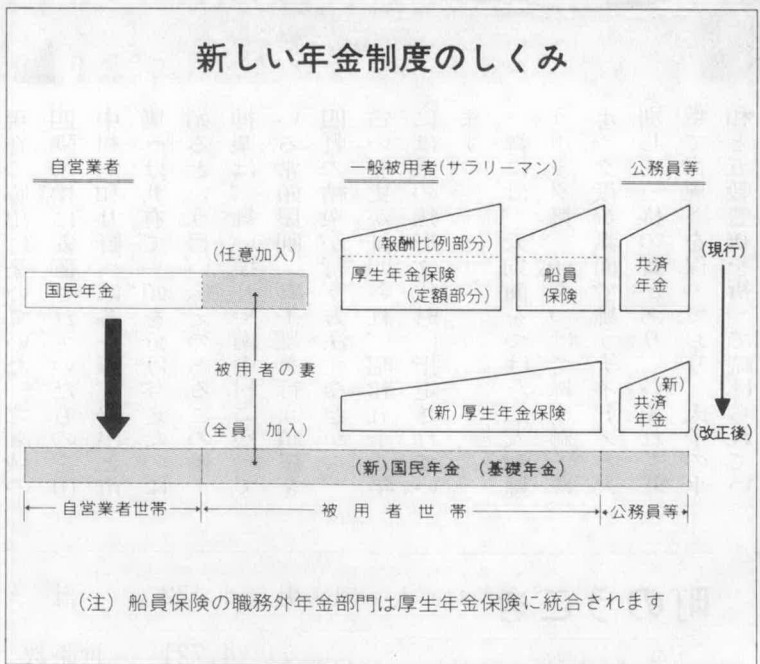 新しい年金制度のしくみ
自営業者
一般被用者(サラリーマン)
公務員等
国民年金
(任意加入)
(報酬比例部分)
厚生年金保険
(定額部分)
船員
保険
共済
年金
(現行)
被用者の妻
(新)厚生年金保険
(新)
共済
年金
(改正後)
(全員 加入)
(新)国民年金 (基礎年金)
自営業者世帯
被用者世帯
公務員等
(注) 船員保険の職務外年金部門は厚生年金保険に統合されます